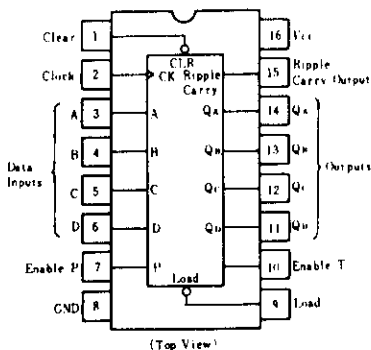 Clear 1 16 Vcc
CLR
Clock 2 CK Ripple Carry 15 Ripple Carry Output
A 3 A QA 14 QA
Data Inputs
B 4 B QB 13 QB
Outputs
C 5 C QC 12 QC
D 6 D QD 11 QD
Enable P 7 P 10 Enable T
Load
GND 8 9 Load
(Top View)